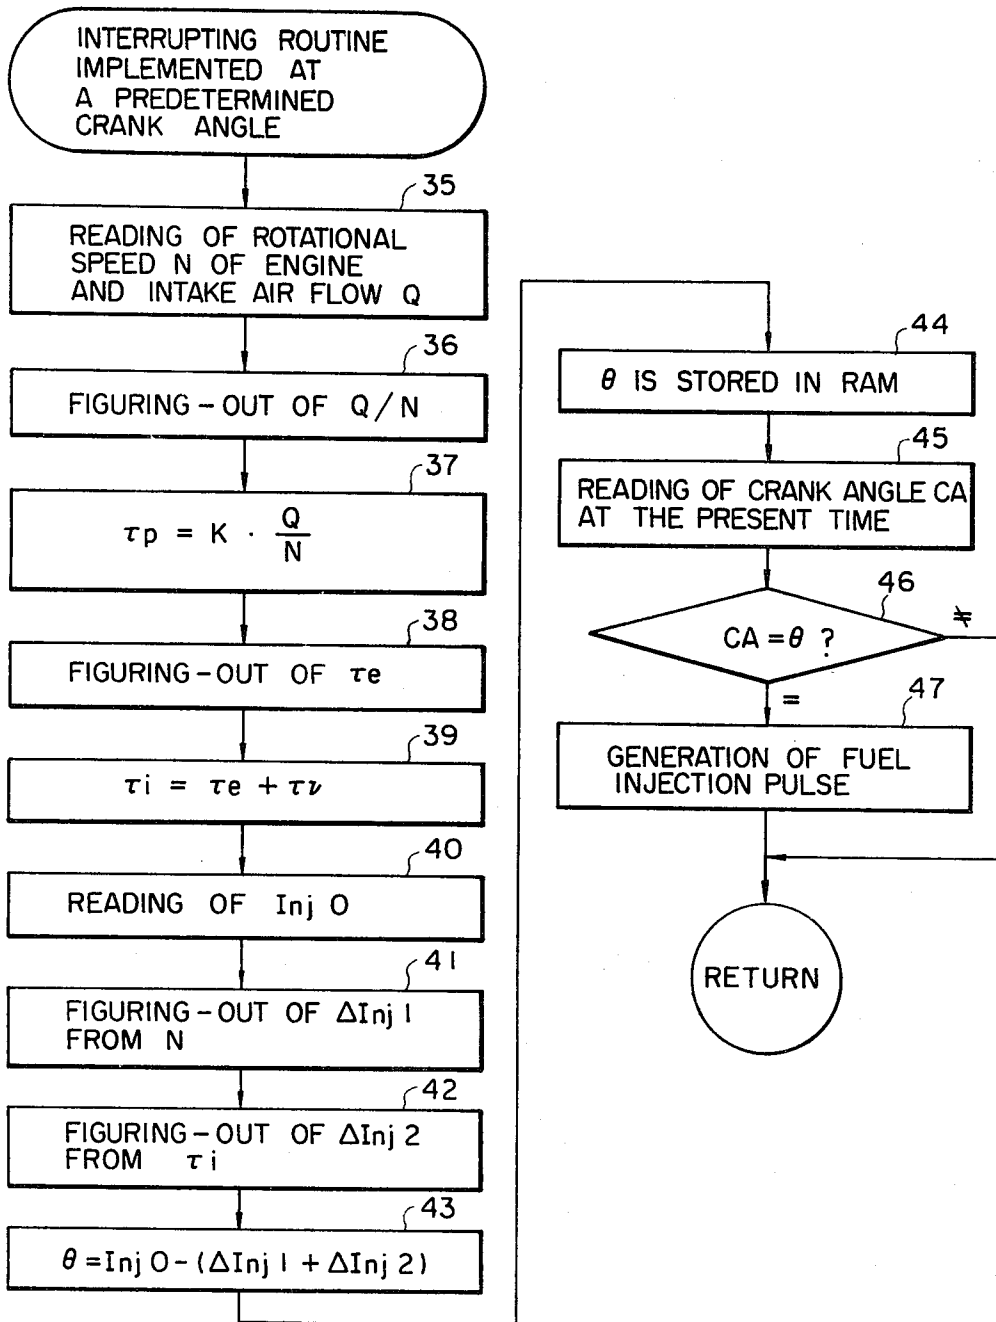 INTERRUPTING ROUTINE
IMPLEMENTED AT
A PREDETERMINED
CRANK ANGLE
35
READING OF ROTATIONAL
SPEED N OF ENGINE
AND INTAKE AIR FLOW Q
36
FIGURING-OUT OF Q/N
37
τp = K · Q/N
38
FIGURING-OUT OF τe
39
τi = τe + τν
40
READING OF Inj O
41
FIGURING-OUT OF ΔInj 1
FROM N
42
FIGURING-OUT OF ΔInj 2
FROM τi
43
θ = Inj O - (ΔInj 1 + ΔInj 2)
44
θ IS STORED IN RAM
45
READING OF CRANK ANGLE CA
AT THE PRESENT TIME
46
CA = θ ?
≠
=
47
GENERATION OF FUEL
INJECTION PULSE
RETURN